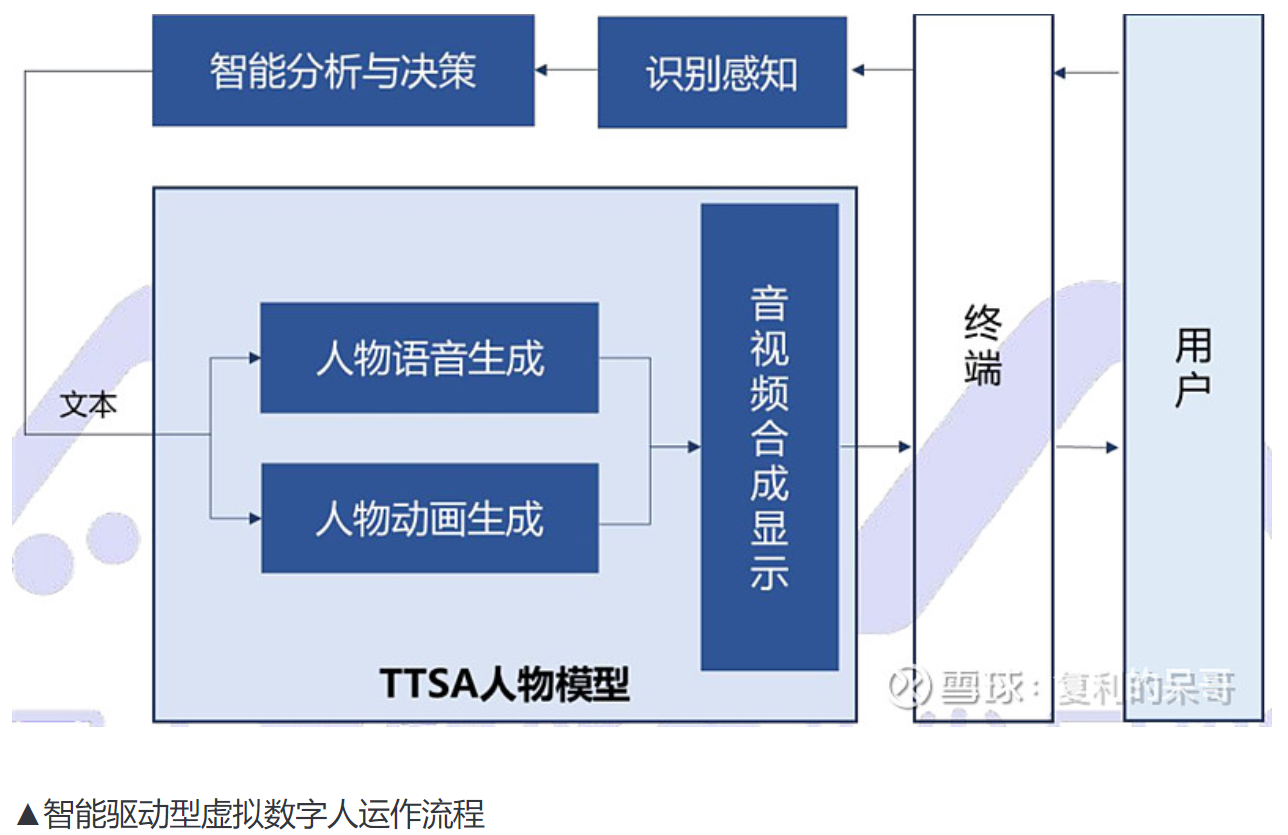 智能分析与决策
识别感知
人物语音生成
文本
人物动画生成
音视频合成显示
终端
用户
TTSA人物模型
雪球：复利的呆哥
▲智能驱动型虚拟数字人运作流程